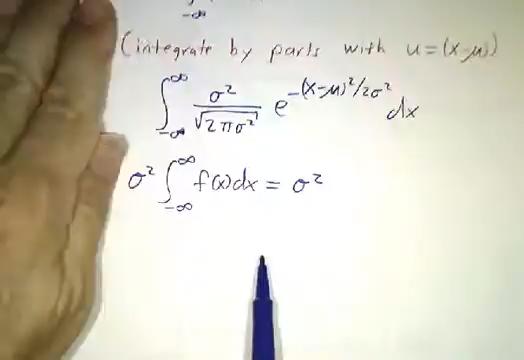 -∞
(integrate by parts with u=(x-μ))
∫_{-∞}^{∞} σ²/√(2πσ²) e^{-(x-μ)²/2σ²} dx
σ² ∫_{-∞}^{∞} f(x)dx = σ²